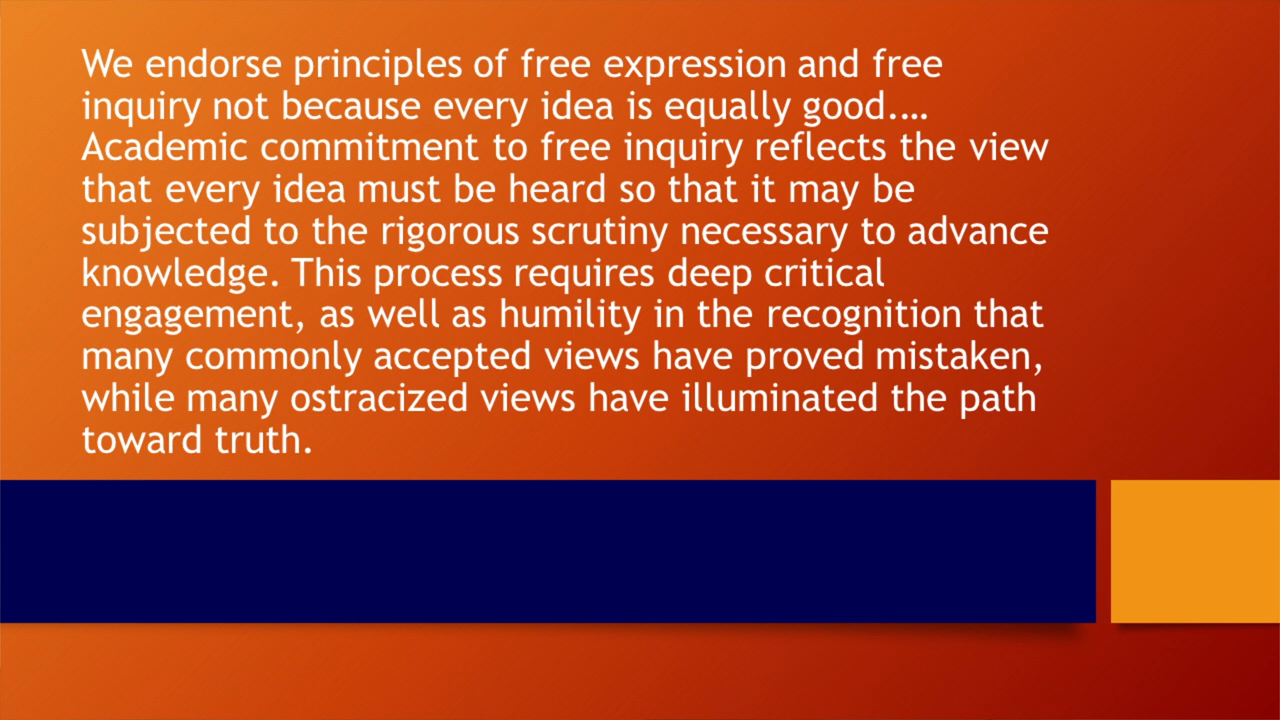 We endorse principles of free expression and free
inquiry not because every idea is equally good.…
Academic commitment to free inquiry reflects the view
that every idea must be heard so that it may be
subjected to the rigorous scrutiny necessary to advance
knowledge. This process requires deep critical
engagement, as well as humility in the recognition that
many commonly accepted views have proved mistaken,
while many ostracized views have illuminated the path
toward truth.